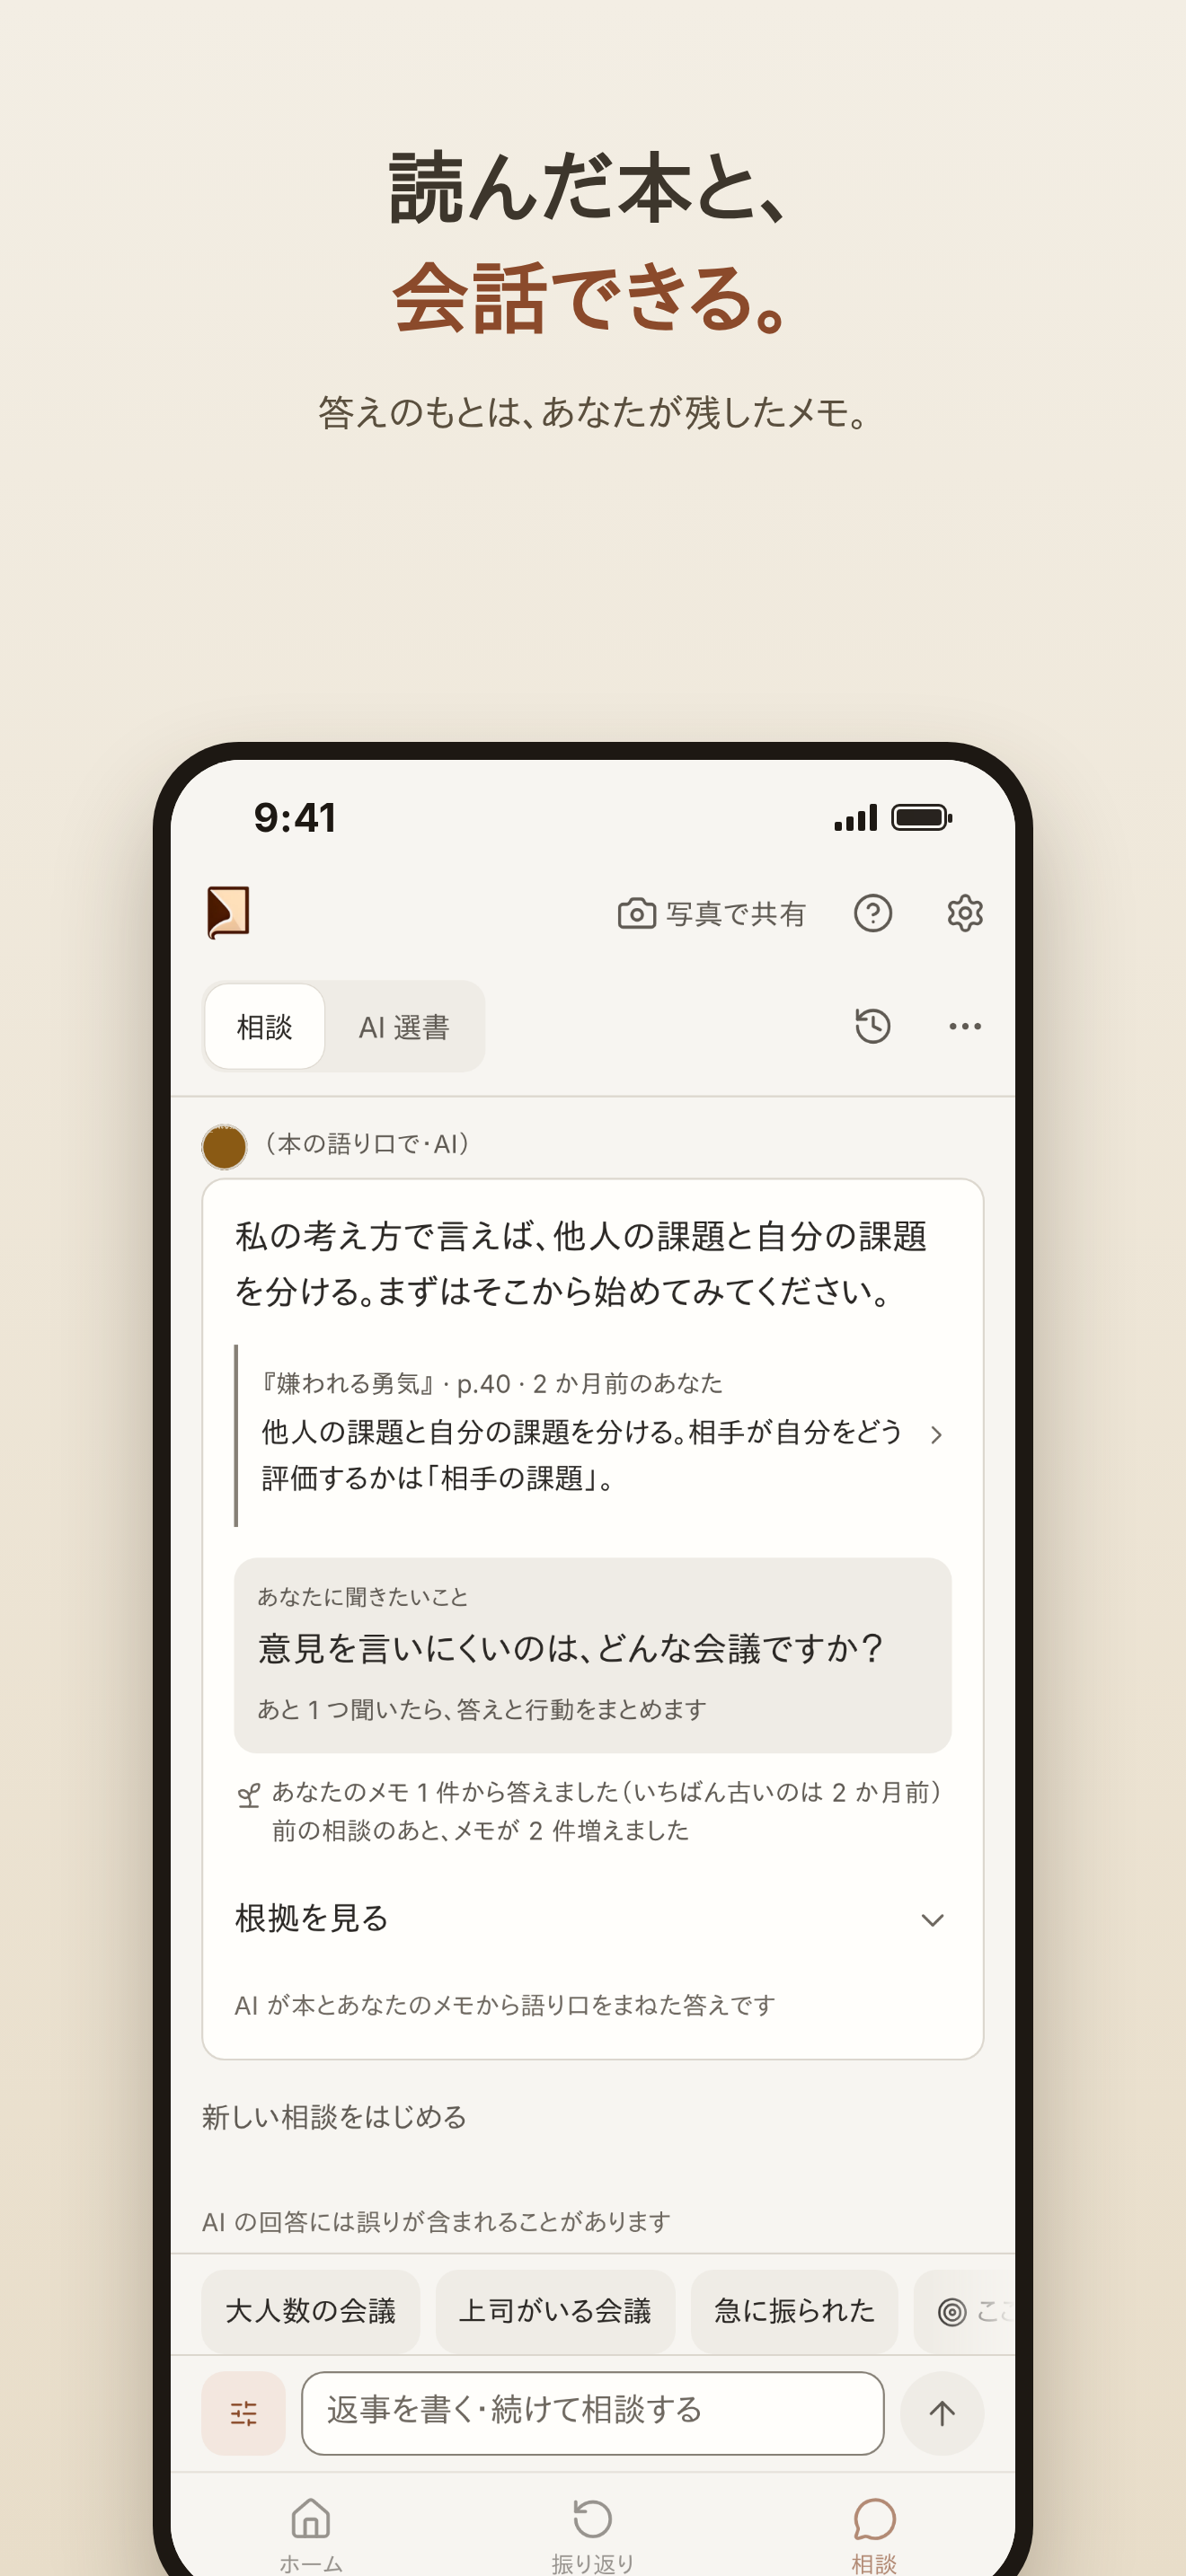 読んだ本と、
会話できる。
答えのもとは、あなたが残したメモ。
9:41
写真で共有
相談
AI 選書
（本の語り口で・AI）
私の考え方で言えば、他人の課題と自分の課題
を分ける。まずはそこから始めてみてください。
『嫌われる勇気』· p.40 · 2 か月前のあなた
他人の課題と自分の課題を分ける。相手が自分をどう
評価するかは「相手の課題」。
あなたに聞きたいこと
意見を言いにくいのは、どんな会議ですか？
あと 1 つ聞いたら、答えと行動をまとめます
あなたのメモ 1 件から答えました（いちばん古いのは 2 か月前）
前の相談のあと、メモが 2 件増えました
根拠を見る
AI が本とあなたのメモから語り口をまねた答えです
新しい相談をはじめる
AI の回答には誤りが含まれることがあります
大人数の会議
上司がいる会議
急に振られた
返事を書く・続けて相談する
ホーム
振り返り
相談